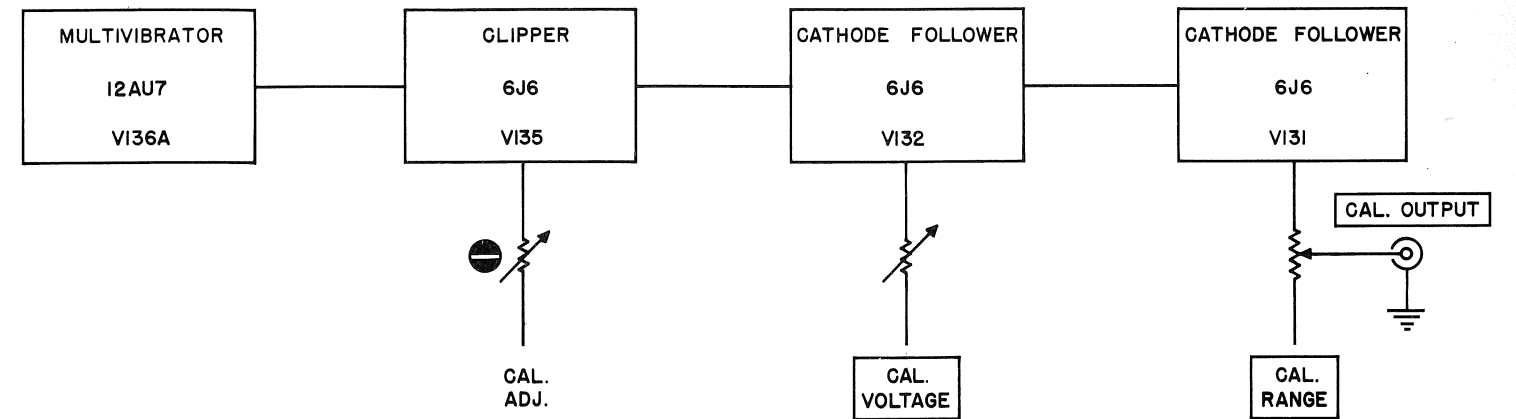 MULTIVIBRATOR
12AU7
V136A
CLIPPER
6J6
V135
CATHODE FOLLOWER
6J6
V132
CATHODE FOLLOWER
6J6
V131
CAL. OUTPUT
CAL.
ADJ.
CAL.
VOLTAGE
CAL.
RANGE